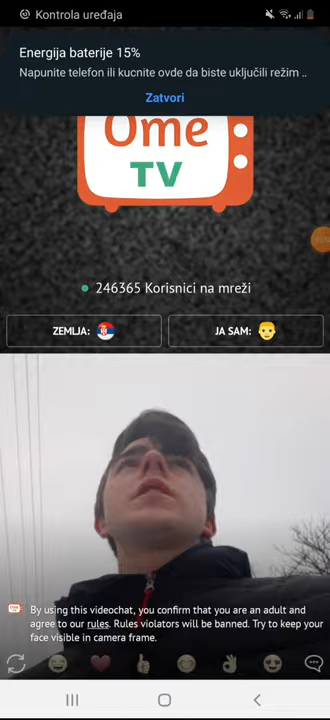 Kontrola uređaja
Energija baterije 15%
Napunite telefon ili kucnite ovde da biste uključili režim ..
Zatvori
Ome
TV
246365 Korisnici na mreži
ZEMLJA:
JA SAM:
By using this videochat, you confirm that you are an adult and
agree to our rules. Rules violators will be banned. Try to keep your
face visible in camera frame.